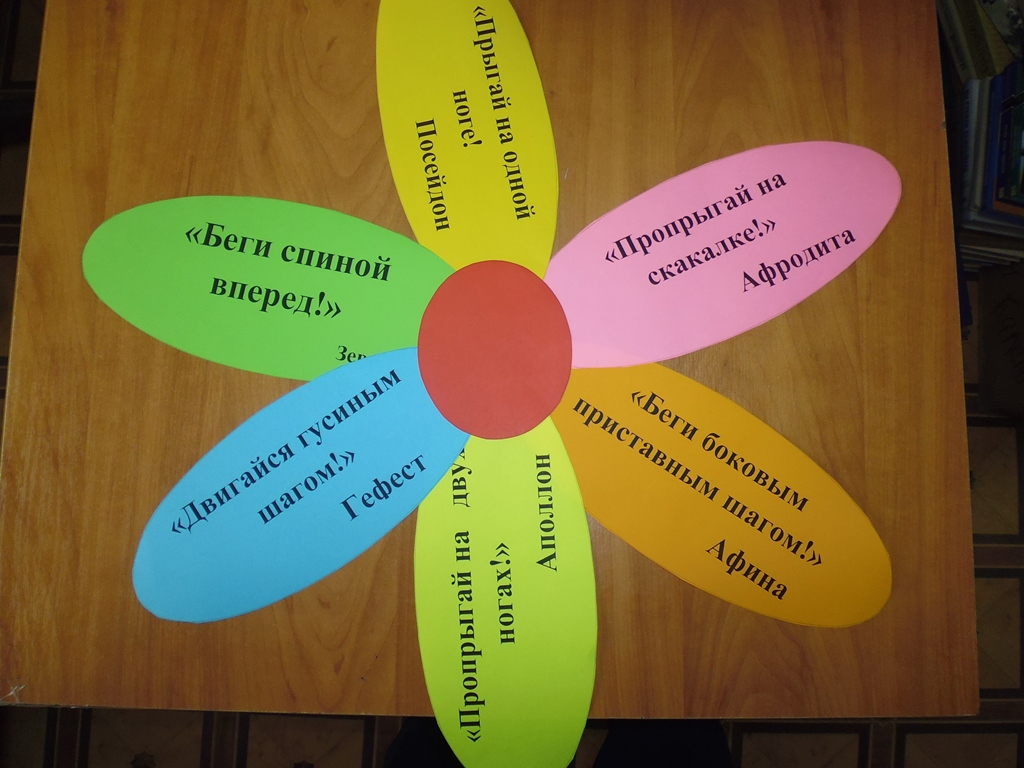 «Прыгай на одной
ноге!
Посейдон
«Пропрыгай на
скакалке!»
Афродита
«Беги боковым
приставным шагом!»
Афина
«Пропрыгай на двух
ногах!»
Аполлон
«Двигайся гусиным
шагом!»
Гефест
«Беги спиной
вперед!»